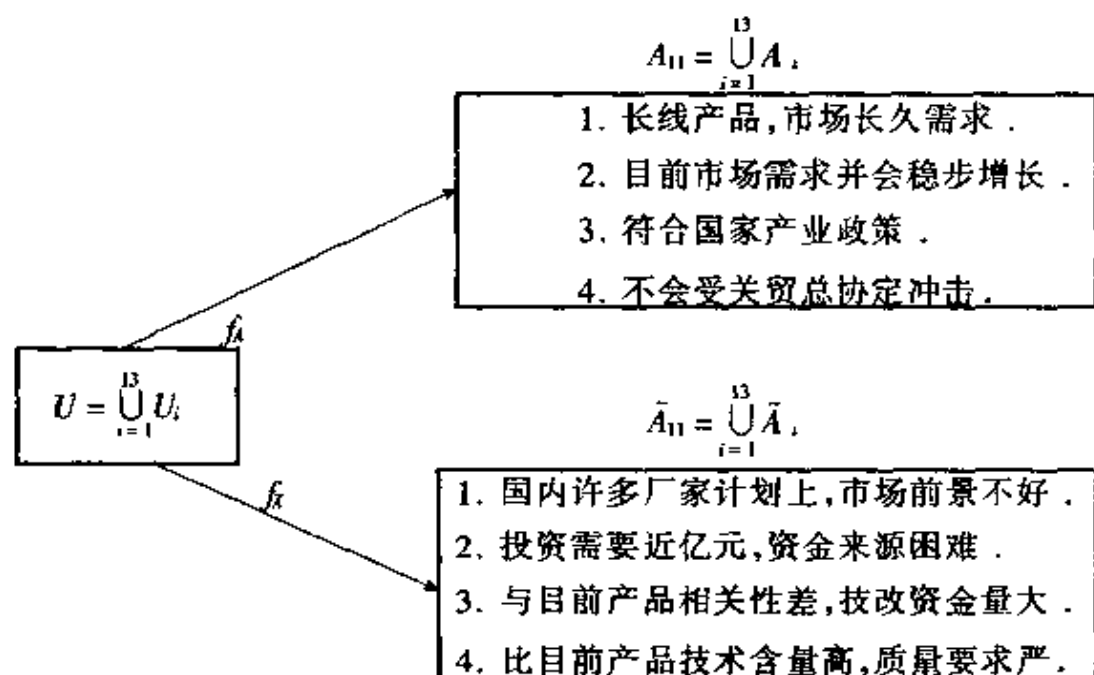 A₁₁ = ⋃ᵢ₌₁¹³ Aᵢ
1. 长线产品,市场长久需求.
2. 目前市场需求并会稳步增长.
3. 符合国家产业政策.
4. 不会受关贸总协定冲击.
f_A
U = ⋃ᵢ₌₁¹³ Uᵢ
Ã₁₁ = ⋃ᵢ₌₁¹³ Ãᵢ
f_Ã
1. 国内许多厂家计划上,市场前景不好.
2. 投资需要近亿元,资金来源困难.
3. 与目前产品相关性差,技改资金量大.
4. 比目前产品技术含量高,质量要求严.